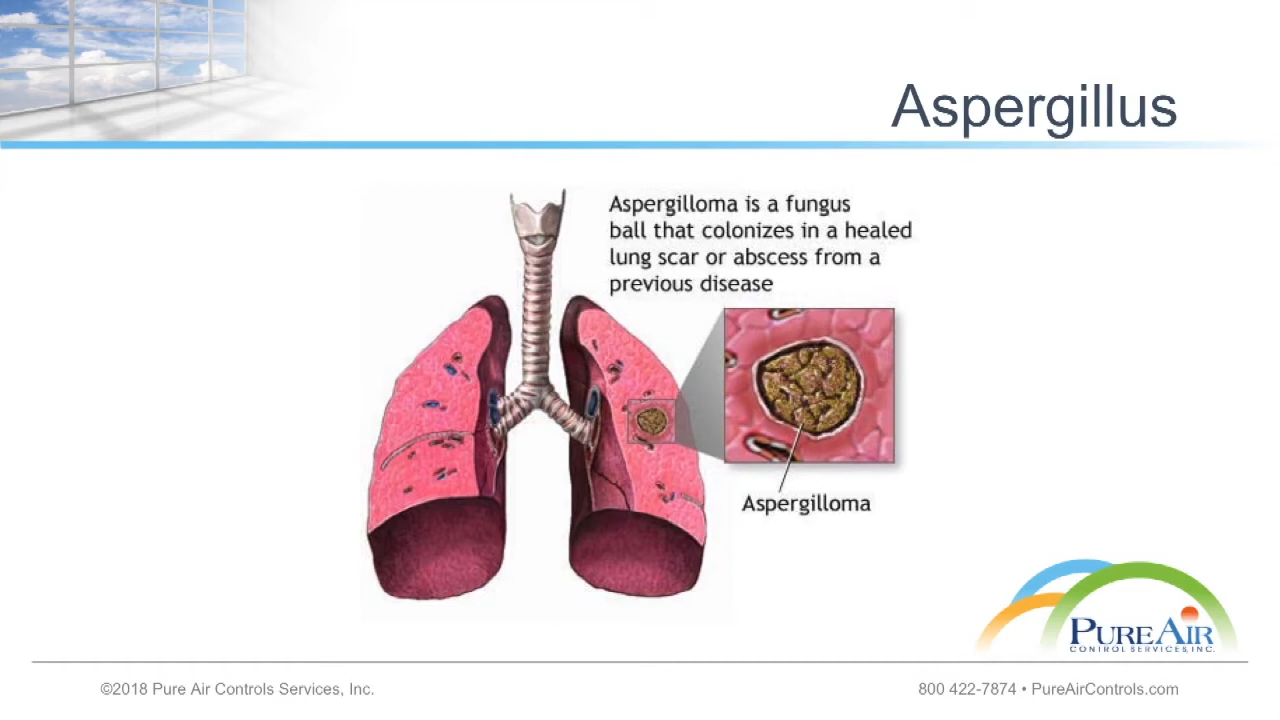 Aspergillus
Aspergilloma is a fungus
ball that colonizes in a healed
lung scar or abscess from a
previous disease
Aspergilloma
PUREAIR
CONTROL SERVICES, INC.
©2018 Pure Air Controls Services, Inc.
800 422-7874 • PureAirControls.com